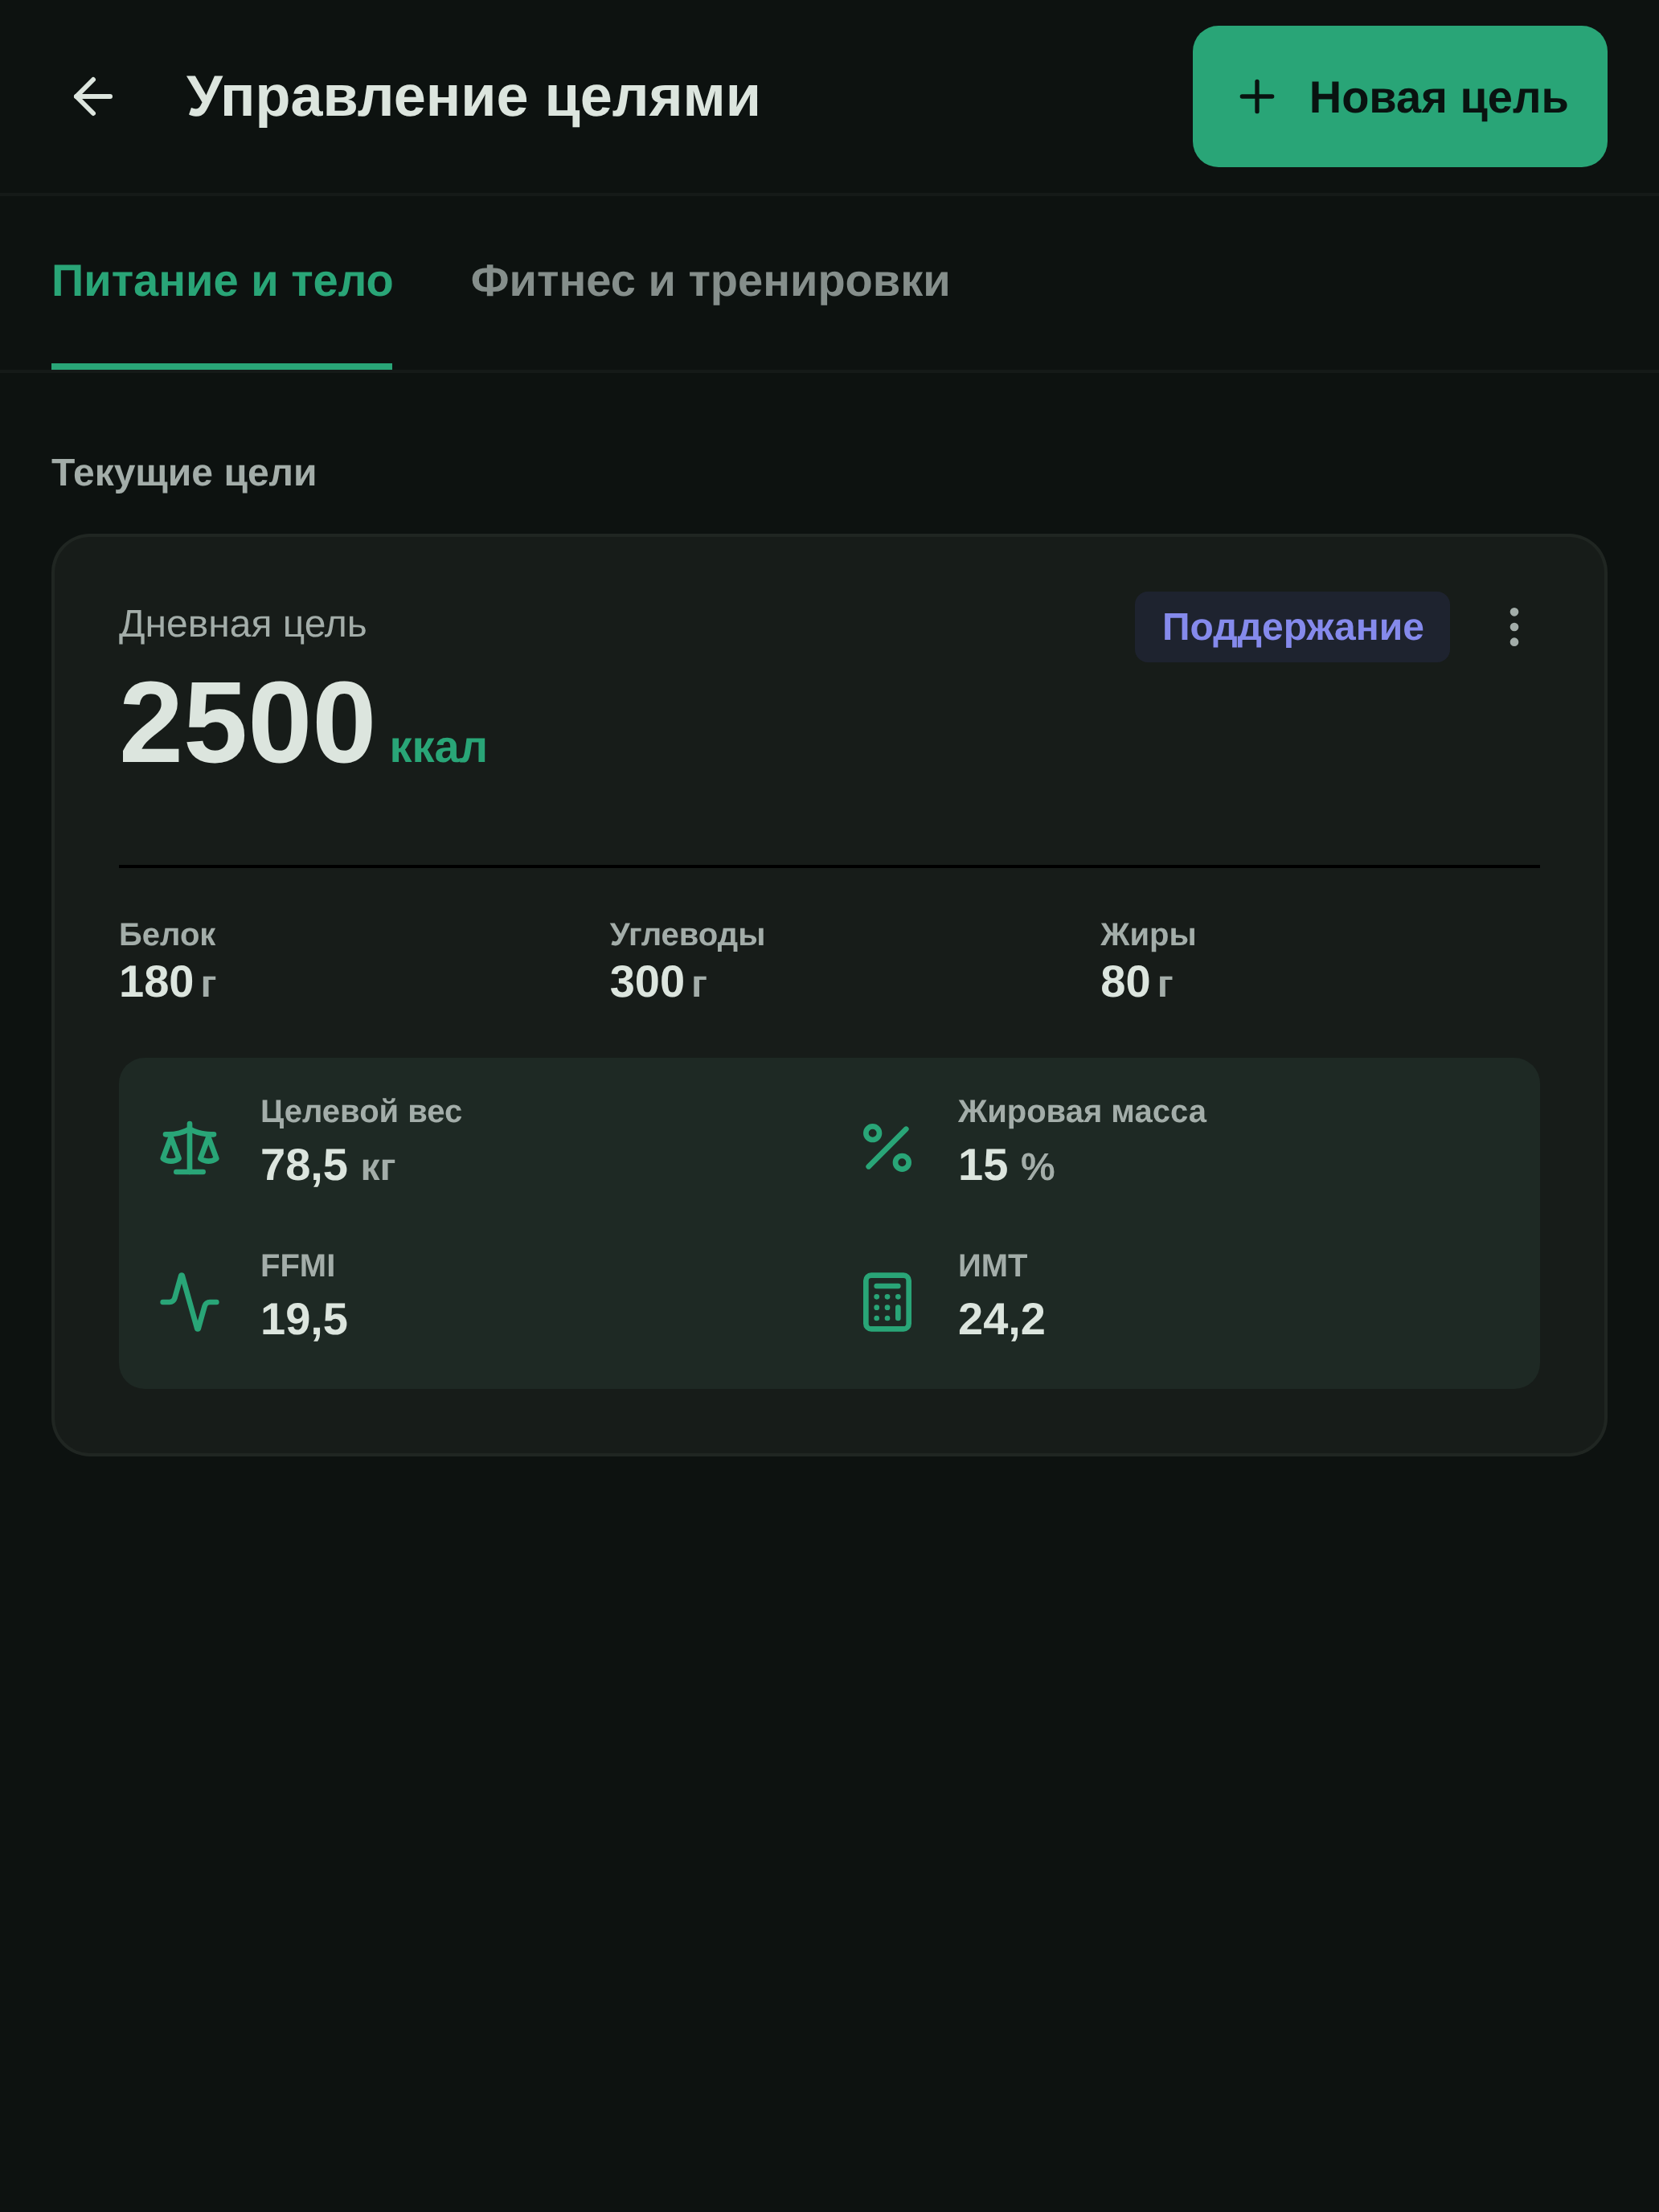 Управление целями
Новая цель
Питание и тело
Фитнес и тренировки
Текущие цели
Дневная цель
Поддержание
2500 ккал
Белок
Углеводы
Жиры
180 г
300 г
80 г
Целевой вес
Жировая масса
78,5 кг
15 %
FFMI
ИМТ
19,5
24,2